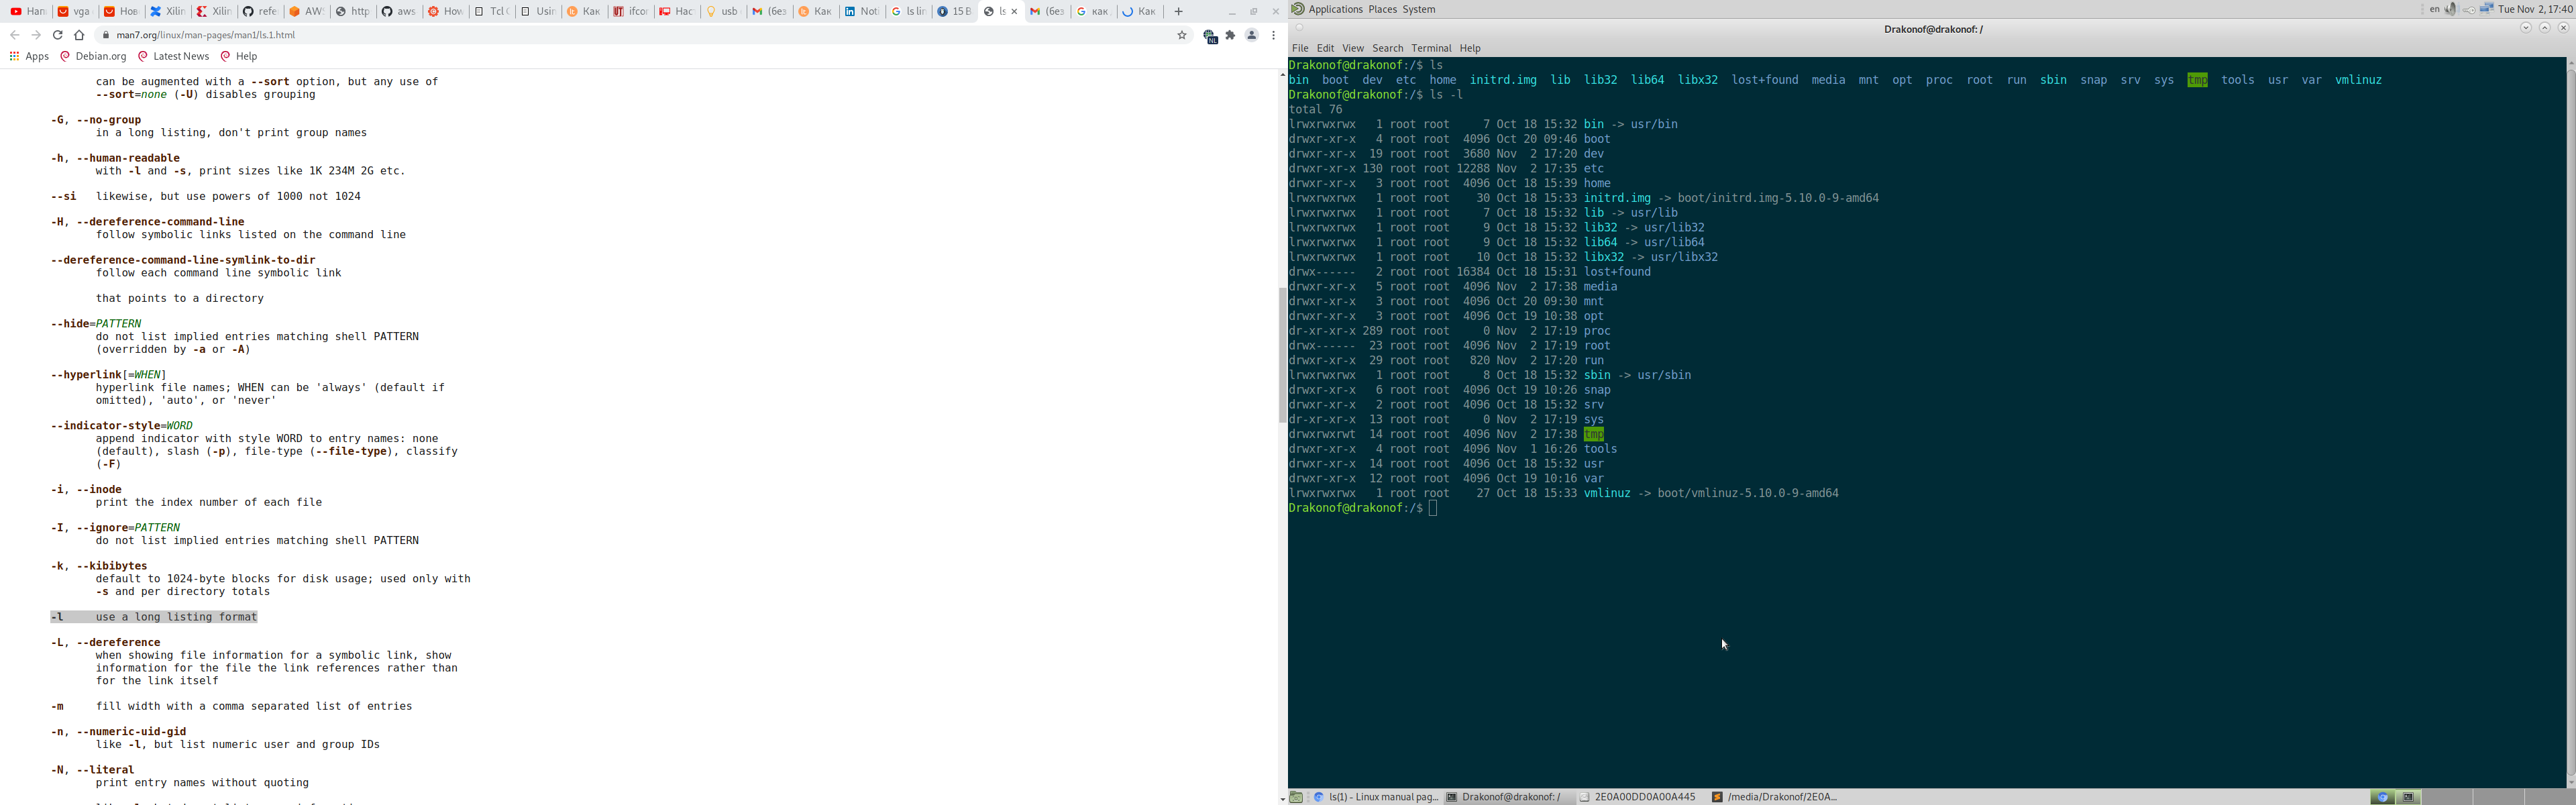 Han
vga
Нов
Xilin
Xilin
refe
AWS
http
aws
How
Tcl
Usin
Как
ifcor
Нас
usb
(без
Как
Noti
ls lin
15 B
ls
(без
как
Как
man7.org/linux/man-pages/man1/ls.1.html
Apps Debian.org Latest News Help
can be augmented with a --sort option, but any use of
--sort=none (-U) disables grouping
-G, --no-group
in a long listing, don't print group names
-h, --human-readable
with -l and -s, print sizes like 1K 234M 2G etc.
--si likewise, but use powers of 1000 not 1024
-H, --dereference-command-line
follow symbolic links listed on the command line
--dereference-command-line-symlink-to-dir
follow each command line symbolic link
that points to a directory
--hide=PATTERN
do not list implied entries matching shell PATTERN
(overridden by -a or -A)
--hyperlink[=WHEN]
hyperlink file names; WHEN can be 'always' (default if
omitted), 'auto', or 'never'
--indicator-style=WORD
append indicator with style WORD to entry names: none
(default), slash (-p), file-type (--file-type), classify
(-F)
-i, --inode
print the index number of each file
-I, --ignore=PATTERN
do not list implied entries matching shell PATTERN
-k, --kibibytes
default to 1024-byte blocks for disk usage; used only with
-s and per directory totals
-l use a long listing format
-L, --dereference
when showing file information for a symbolic link, show
information for the file the link references rather than
for the link itself
-m fill width with a comma separated list of entries
-n, --numeric-uid-gid
like -l, but list numeric user and group IDs
-N, --literal
print entry names without quoting
Applications Places System
en Tue Nov 2, 17:40
Drakonof@drakonof: /
File Edit View Search Terminal Help
Drakonof@drakonof:/$ ls
bin boot dev etc home initrd.img lib lib32 lib64 libx32 lost+found media mnt opt proc root run sbin snap srv sys tmp tools usr var vmlinuz
Drakonof@drakonof:/$ ls -l
total 76
lrwxrwxrwx 1 root root 7 Oct 18 15:32 bin -> usr/bin
drwxr-xr-x 4 root root 4096 Oct 20 09:46 boot
drwxr-xr-x 19 root root 3680 Nov 2 17:20 dev
drwxr-xr-x 130 root root 12288 Nov 2 17:35 etc
drwxr-xr-x 3 root root 4096 Oct 18 15:39 home
lrwxrwxrwx 1 root root 30 Oct 18 15:33 initrd.img -> boot/initrd.img-5.10.0-9-amd64
lrwxrwxrwx 1 root root 7 Oct 18 15:32 lib -> usr/lib
lrwxrwxrwx 1 root root 9 Oct 18 15:32 lib32 -> usr/lib32
lrwxrwxrwx 1 root root 9 Oct 18 15:32 lib64 -> usr/lib64
lrwxrwxrwx 1 root root 10 Oct 18 15:32 libx32 -> usr/libx32
drwx------ 2 root root 16384 Oct 18 15:31 lost+found
drwxr-xr-x 5 root root 4096 Nov 2 17:38 media
drwxr-xr-x 3 root root 4096 Oct 20 09:30 mnt
drwxr-xr-x 3 root root 4096 Oct 19 10:38 opt
dr-xr-xr-x 289 root root 0 Nov 2 17:19 proc
drwx------ 23 root root 4096 Nov 2 17:19 root
drwxr-xr-x 29 root root 820 Nov 2 17:20 run
lrwxrwxrwx 1 root root 8 Oct 18 15:32 sbin -> usr/sbin
drwxr-xr-x 6 root root 4096 Oct 19 10:26 snap
drwxr-xr-x 2 root root 4096 Oct 18 15:32 srv
dr-xr-xr-x 13 root root 0 Nov 2 17:19 sys
drwxrwxrwt 14 root root 4096 Nov 2 17:38 tmp
drwxr-xr-x 4 root root 4096 Nov 1 16:26 tools
drwxr-xr-x 14 root root 4096 Oct 18 15:32 usr
drwxr-xr-x 12 root root 4096 Oct 19 10:16 var
lrwxrwxrwx 1 root root 27 Oct 18 15:33 vmlinuz -> boot/vmlinuz-5.10.0-9-amd64
Drakonof@drakonof:/$
ls(1) - Linux manual pag... Drakonof@drakonof: / 2E0A00DD0A00A445 /media/Drakonof/2E0A...